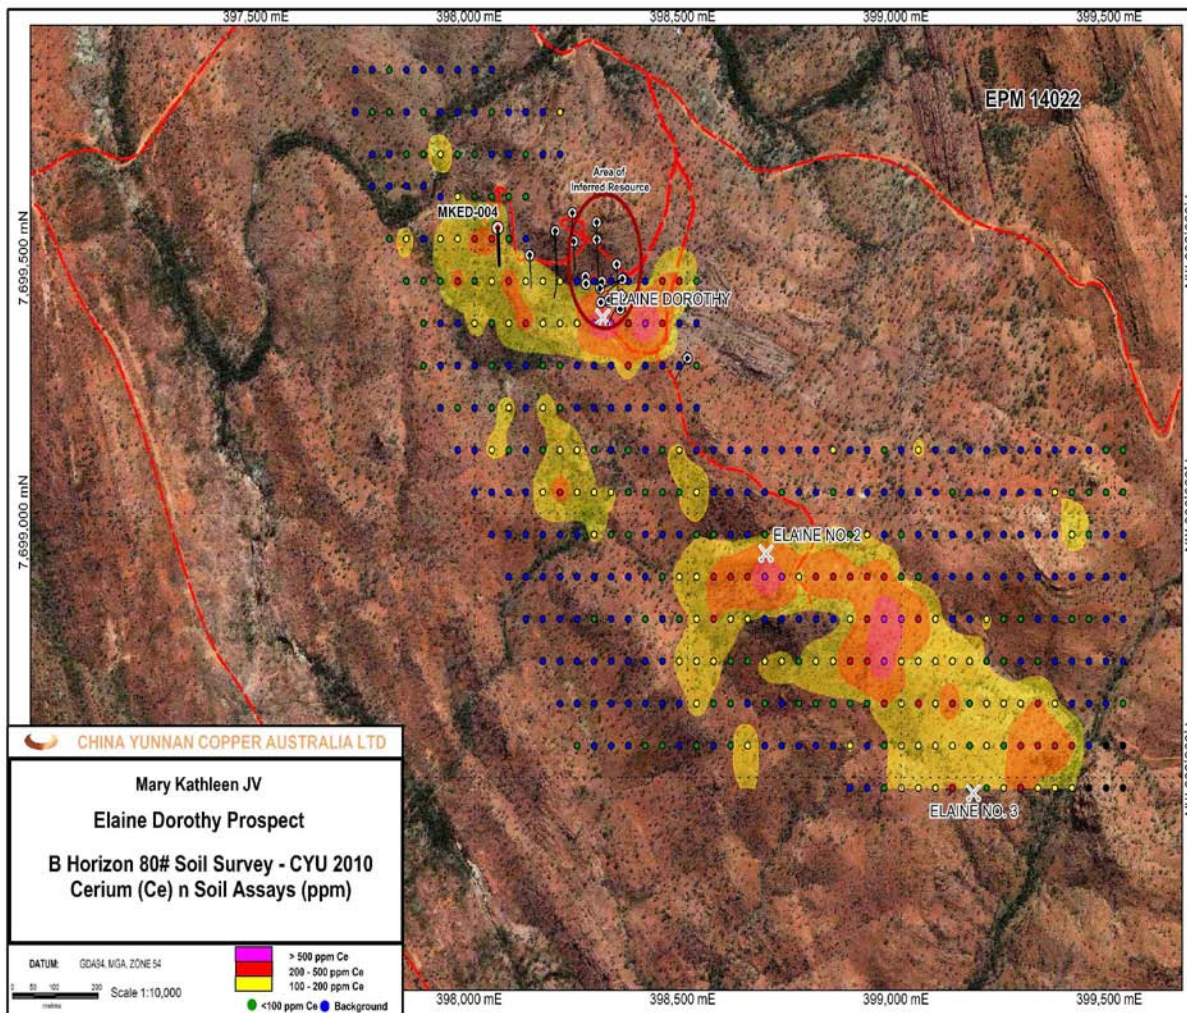 397,500 mE 398,000 mE 398,500 mE 399,000 mE 399,500 mE
EPM 14022
Area of
Inferred Resource
MKED-004
7,699,500 mN
ELAINE DOROTHY
7,699,000 mN
ELAINE NO. 2
ELAINE NO. 3
CHINA YUNNAN COPPER AUSTRALIA LTD
Mary Kathleen JV
Elaine Dorothy Prospect
B Horizon 80# Soil Survey - CYU 2010
Cerium (Ce) n Soil Assays (ppm)
DATUM: GDA94, MGA, ZONE 54
0 50 100 200
metres
Scale 1:10,000
> 500 ppm Ce
200 - 500 ppm Ce
100 - 200 ppm Ce
<100 ppm Ce Background
398,000 mE 398,500 mE 399,000 mE 399,500 mE